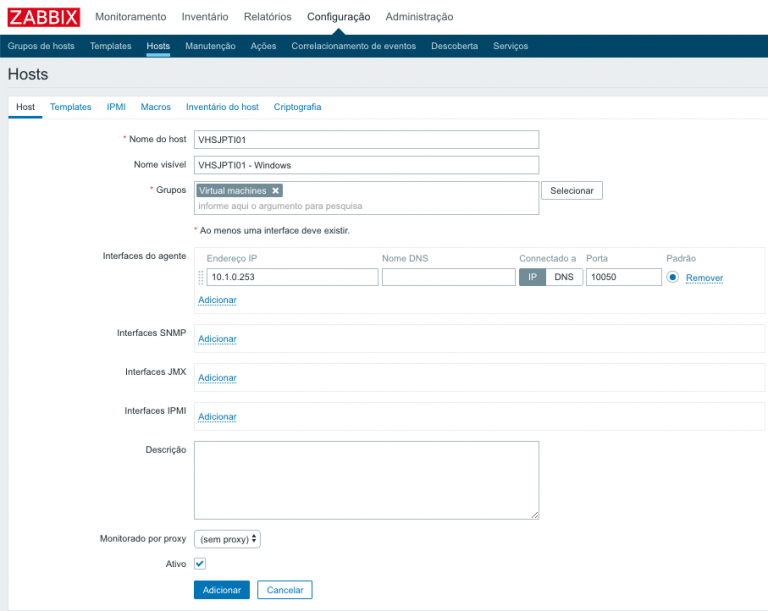 ZABBIX Monitoramento Inventário Relatórios Configuração Administração
Grupos de hosts Templates Hosts Manutenção Ações Correlacionamento de eventos Descoberta Serviços
Hosts
Host Templates IPMI Macros Inventário do host Criptografia
* Nome do host VHSJPTI01
Nome visível VHSJPTI01 - Windows
* Grupos Virtual machines ✕ Selecionar
informe aqui o argumento para pesquisa
* Ao menos uma interface deve existir.
Interfaces do agente Endereço IP Nome DNS Connectado a Porta Padrão
10.1.0.253 IP DNS 10050 Remover
Adicionar
Interfaces SNMP Adicionar
Interfaces JMX Adicionar
Interfaces IPMI Adicionar
Descrição
Monitorado por proxy (sem proxy)
Ativo
Adicionar Cancelar